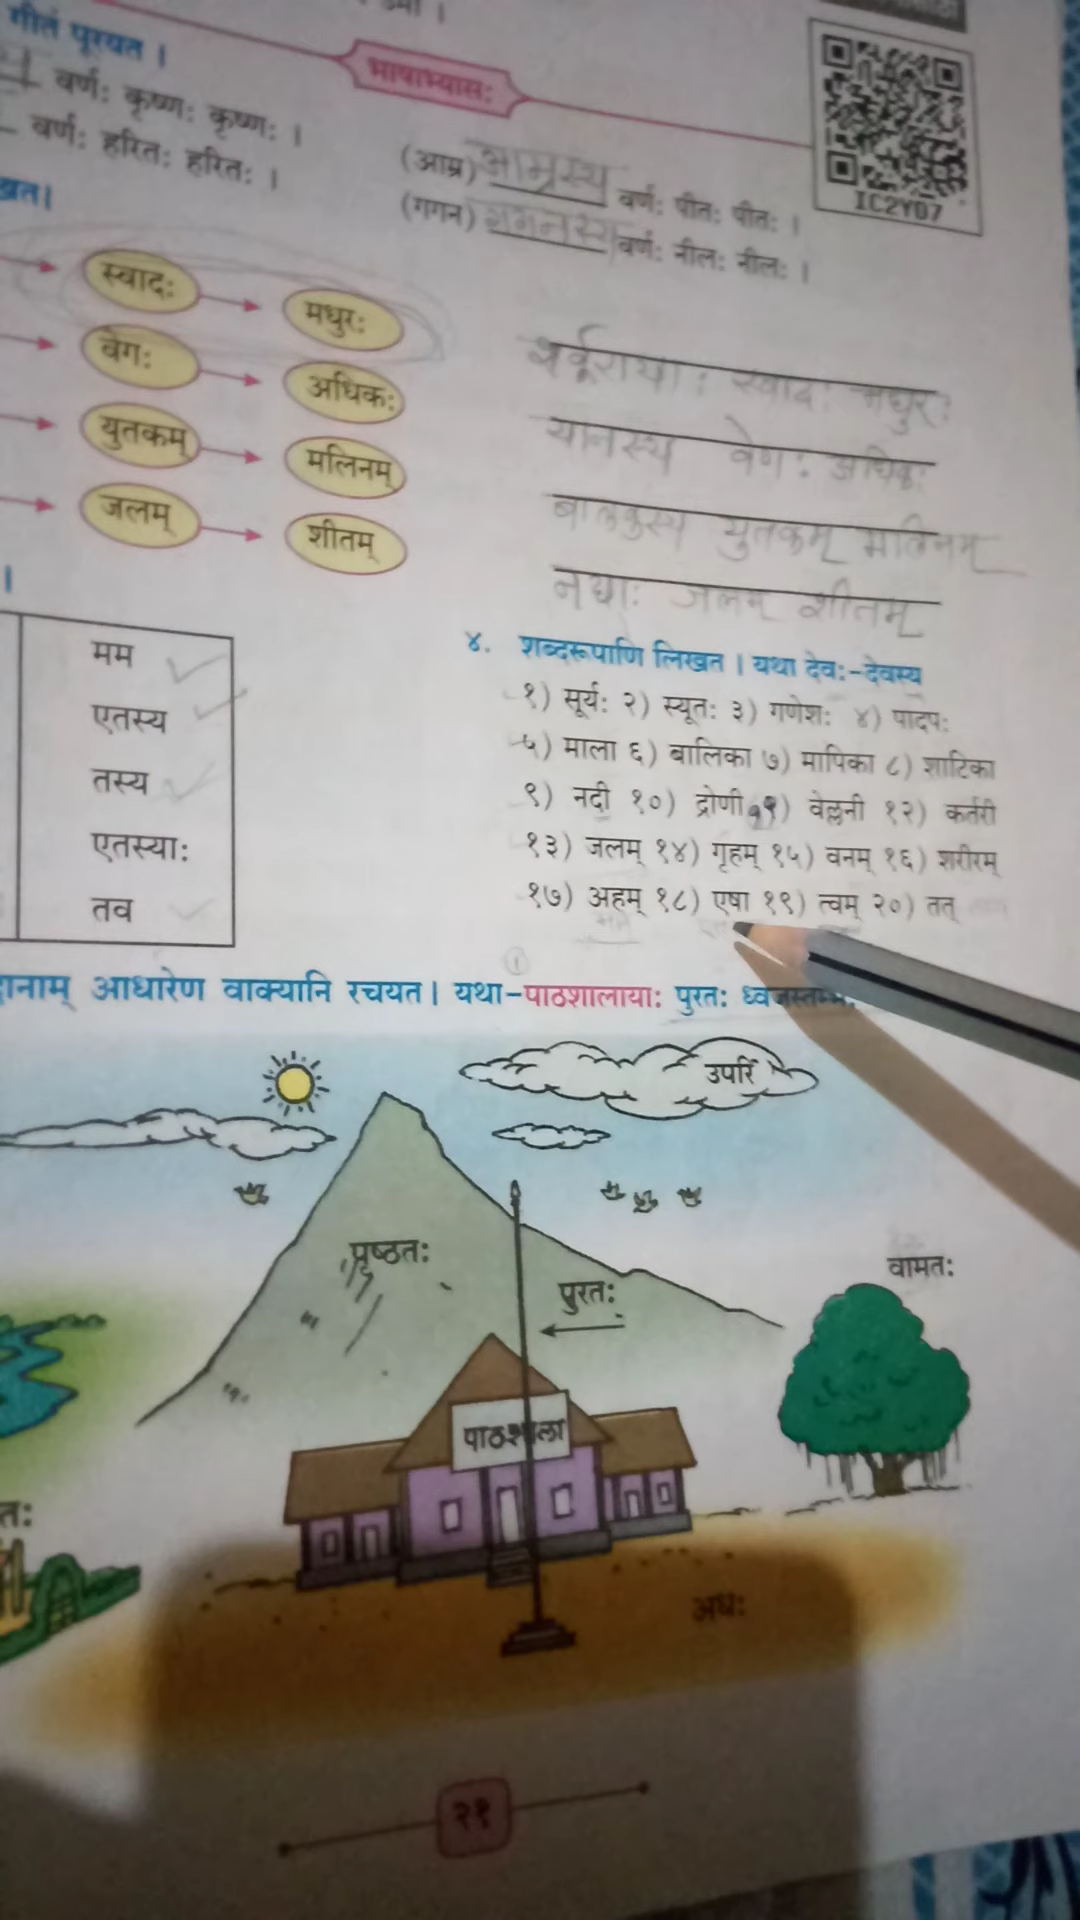 गीतं पूरयत ।
भाषाभ्यासः
वर्णः कृष्णः कृष्णः ।
वर्णः हरितः हरितः ।
(आम्र) आम्रस्य वर्णः पीतः पीतः ।
(गगन) गगनस्य वर्णः नीलः नीलः ।
IC2Y07
स्वादः मधुरः
स्वादः मधुरः
वेगः अधिकः
यानस्य वेगः अधिकः
युतकम् मलिनम्
बालकस्य युतकम् मलिनम्
जलम् शीतम्
नद्याः जलम् शीतम्
मम
एतस्य
तस्य
एतस्याः
तव
४. शब्दरूपाणि लिखत । यथा देवः-देवस्य
१) सूर्यः २) स्यूतः ३) गणेशः ४) पादपः
५) माला ६) बालिका ७) मापिका ८) शाटिका
९) नदी १०) द्रोणी ११) वेल्लनी १२) कर्तरी
१३) जलम् १४) गृहम् १५) वनम् १६) शरीरम्
१७) अहम् १८) एषा १९) त्वम् २०) तत्
आधारेण वाक्यानि रचयत । यथा-पाठशालायाः पुरतः ध्वजस्तम्भः
उपरि
पृष्ठतः
पुरतः
वामतः
पाठशाला
अधः
२१